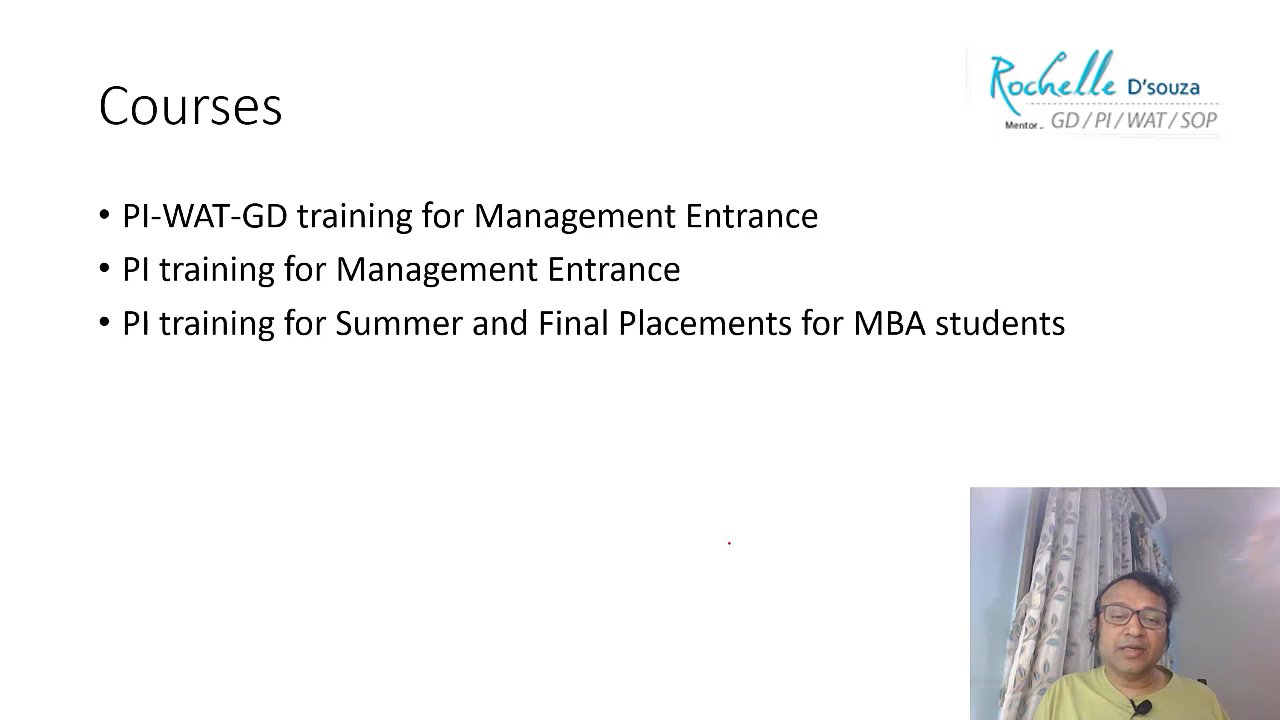 Courses
Rochelle D'souza
Mentor.. GD / PI / WAT / SOP
• PI-WAT-GD training for Management Entrance
• PI training for Management Entrance
• PI training for Summer and Final Placements for MBA students